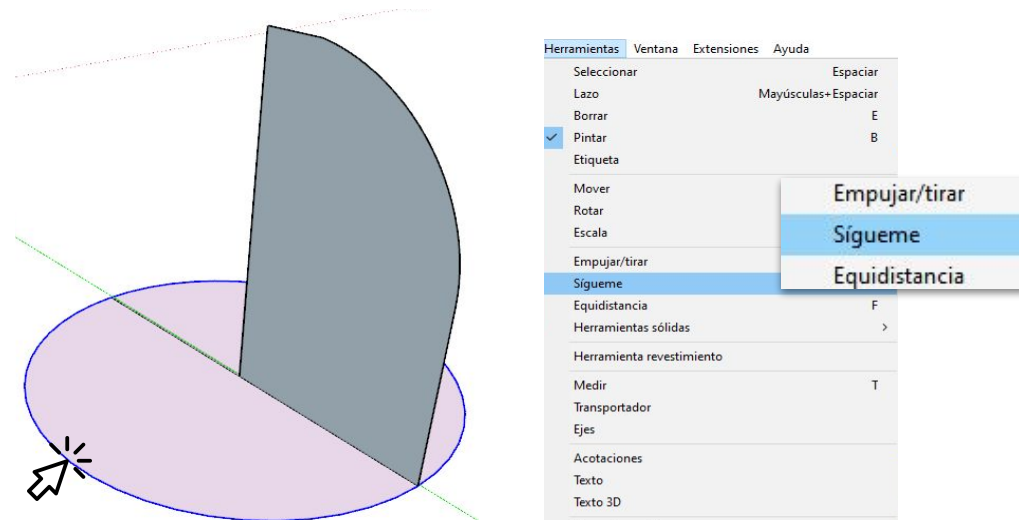 Herramientas Ventana Extensiones Ayuda
Seleccionar Espaciar
Lazo Mayúsculas+Espaciar
Borrar E
Pintar B
Etiqueta
Mover
Rotar
Escala
Empujar/tirar
Sígueme
Equidistancia F
Herramientas sólidas
Herramienta revestimiento
Medir T
Transportador
Ejes
Acotaciones
Texto
Texto 3D
Empujar/tirar
Sígueme
Equidistancia